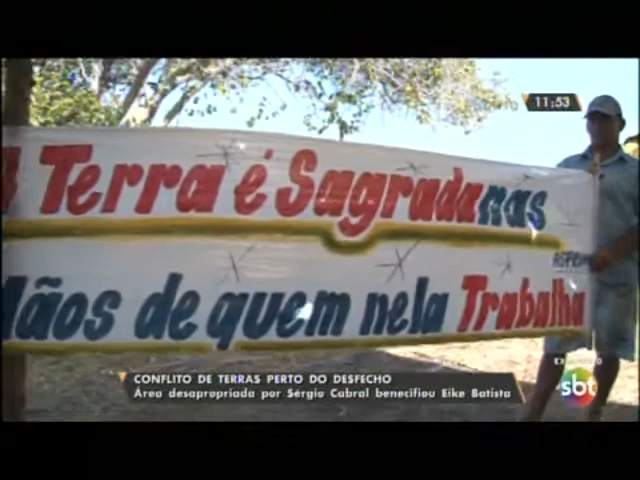 11:53
A Terra é Sagrada nas
Mãos de quem nela Trabalha
CONFLITO DE TERRAS PERTO DO DESFECHO
Área desapropriada por Sérgio Cabral benecifiou Eike Batista
sbt